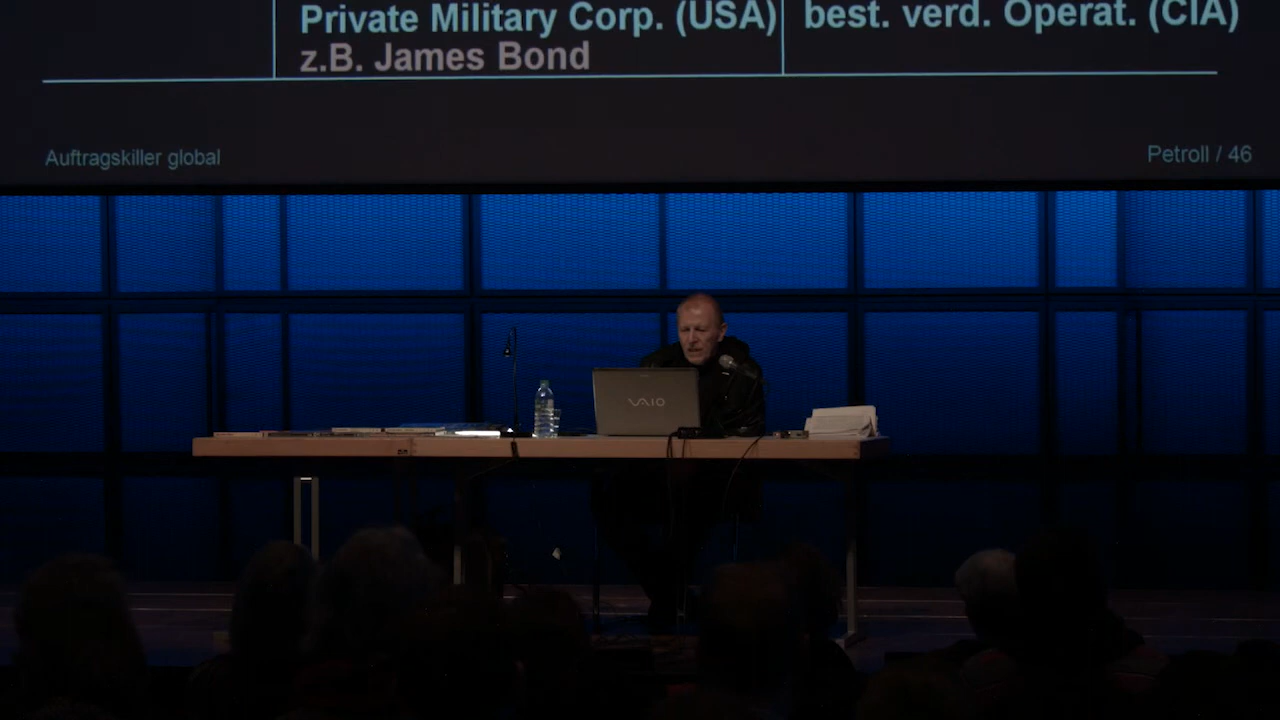 Private Military Corp. (USA)
best. verd. Operat. (CIA)
z.B. James Bond
Auftragskiller global
Petroll / 46
VAIO